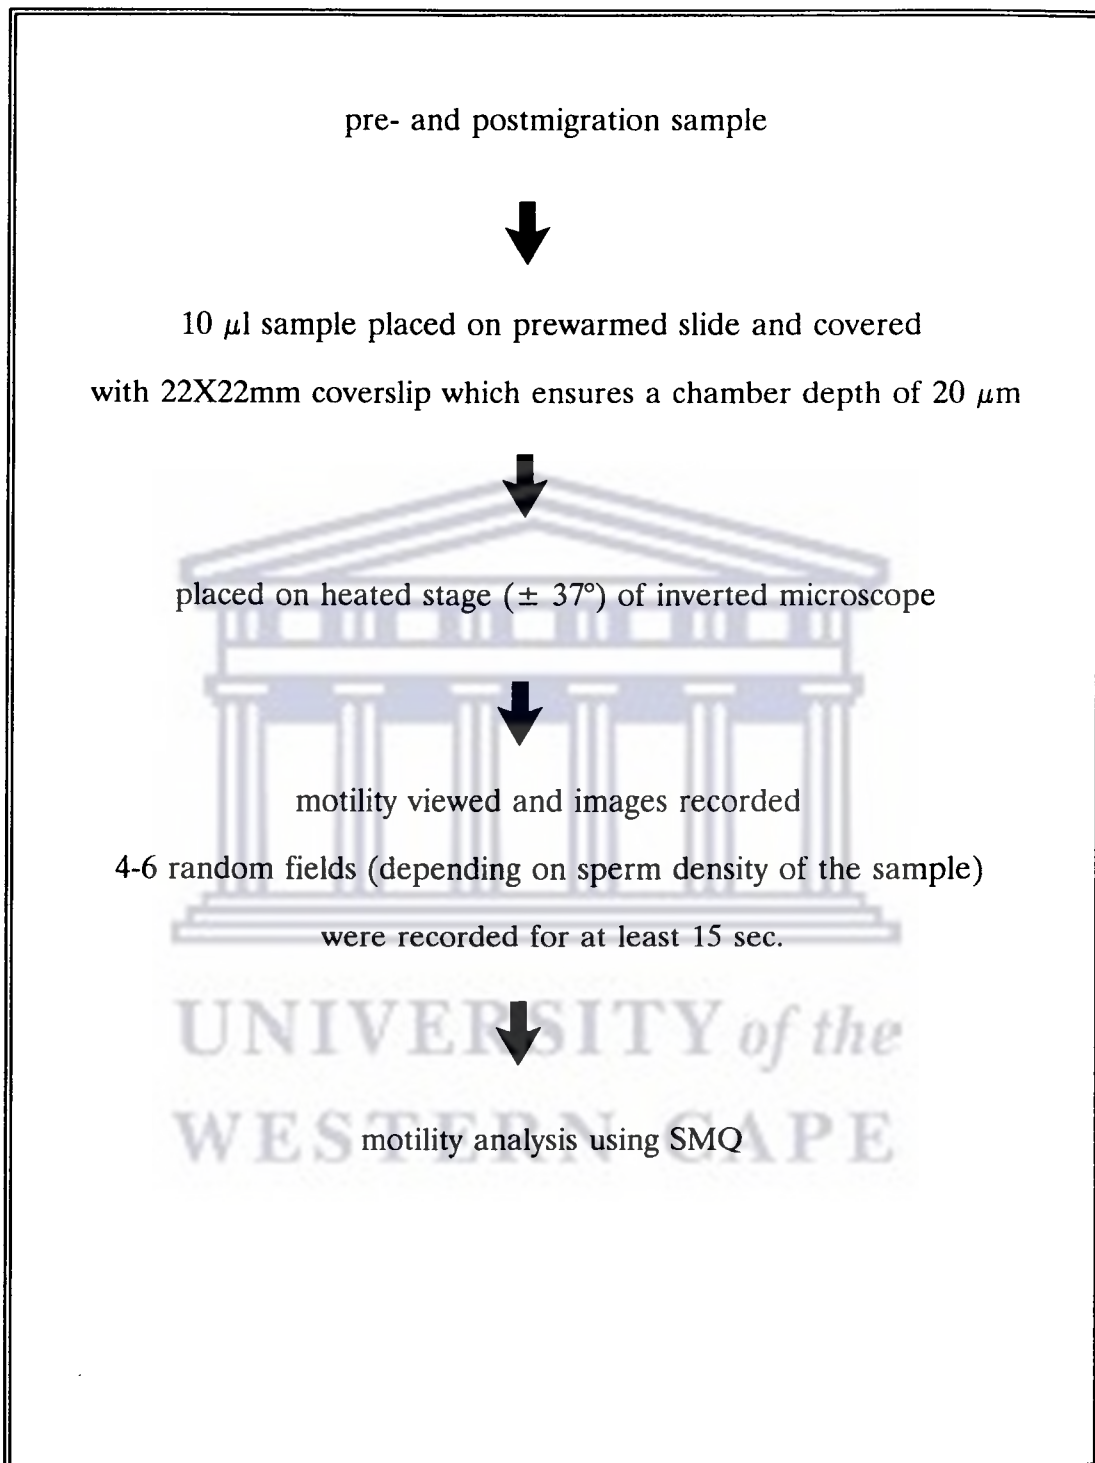 pre- and postmigration sample
10 μl sample placed on prewarmed slide and covered
with 22X22mm coverslip which ensures a chamber depth of 20 μm
placed on heated stage (± 37°) of inverted microscope
motility viewed and images recorded
4-6 random fields (depending on sperm density of the sample)
were recorded for at least 15 sec.
UNIVERSITY of the
WESTERN CAPE
motility analysis using SMQ